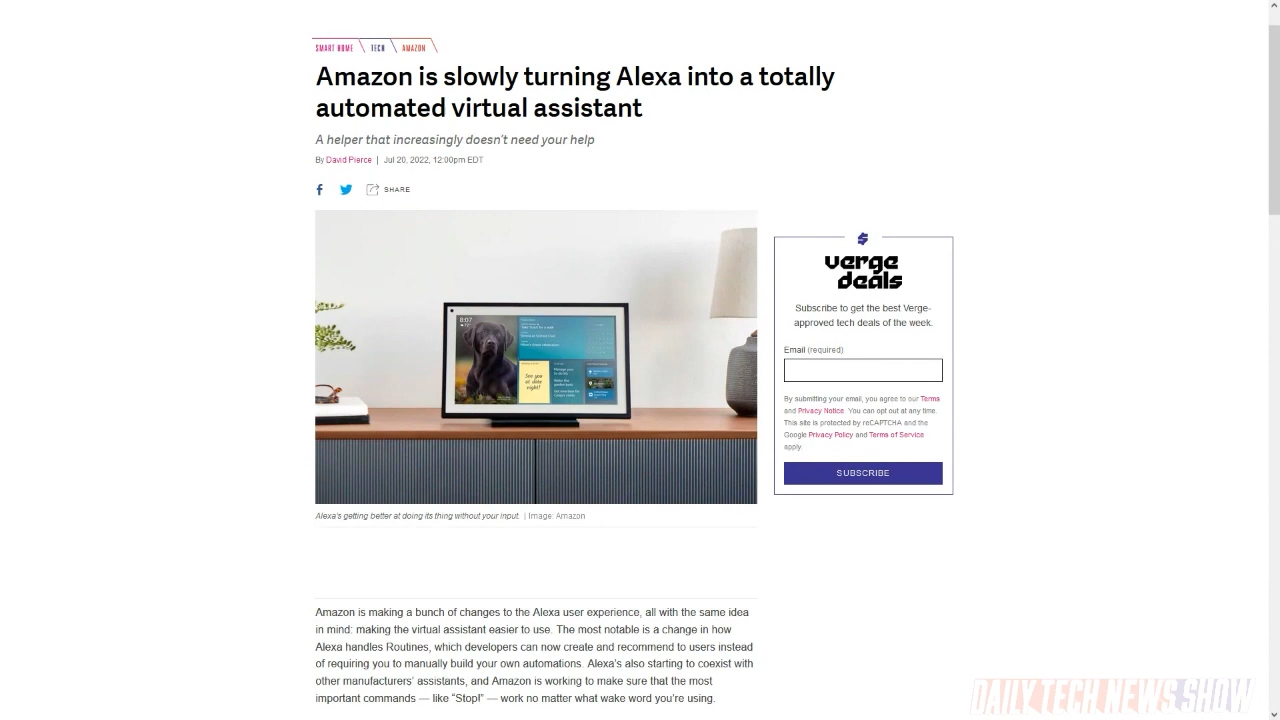 SMART HOME TECH AMAZON
Amazon is slowly turning Alexa into a totally
automated virtual assistant
A helper that increasingly doesn't need your help
By David Pierce | Jul 20, 2022, 12:00pm EDT
SHARE
8:07
See you
at date
night!
Alexa's getting better at doing its thing without your input. | Image: Amazon
verge
deals
Subscribe to get the best Verge-
approved tech deals of the week.
Email (required)
By submitting your email, you agree to our Terms
and Privacy Notice. You can opt out at any time.
This site is protected by reCAPTCHA and the
Google Privacy Policy and Terms of Service
apply.
SUBSCRIBE
Amazon is making a bunch of changes to the Alexa user experience, all with the same idea
in mind: making the virtual assistant easier to use. The most notable is a change in how
Alexa handles Routines, which developers can now create and recommend to users instead
of requiring you to manually build your own automations. Alexa's also starting to coexist with
other manufacturers' assistants, and Amazon is working to make sure that the most
important commands — like "Stop!" — work no matter what wake word you're using.
DAILY TECH NEWS SHOW